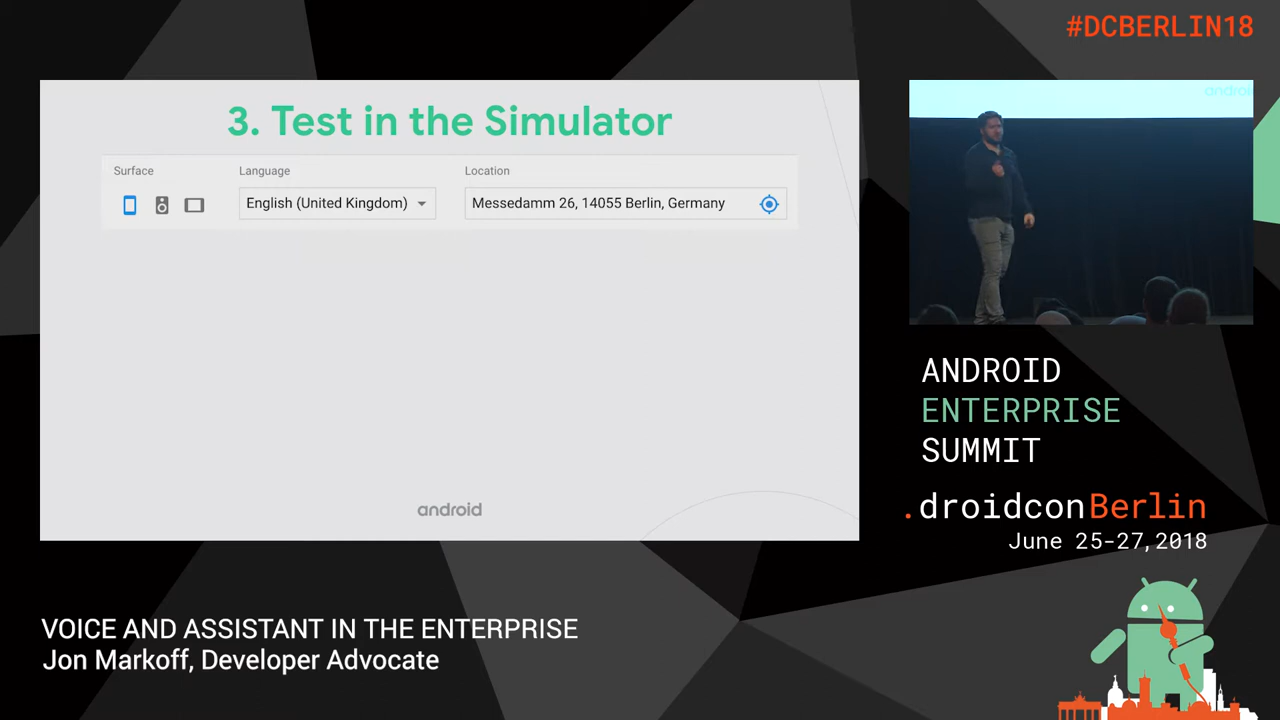 #DCBERLIN18
3. Test in the Simulator
Surface Language Location
English (United Kingdom) Messedamm 26, 14055 Berlin, Germany
android
android
ANDROID
ENTERPRISE
SUMMIT
.droidconBerlin
June 25-27, 2018
VOICE AND ASSISTANT IN THE ENTERPRISE
Jon Markoff, Developer Advocate